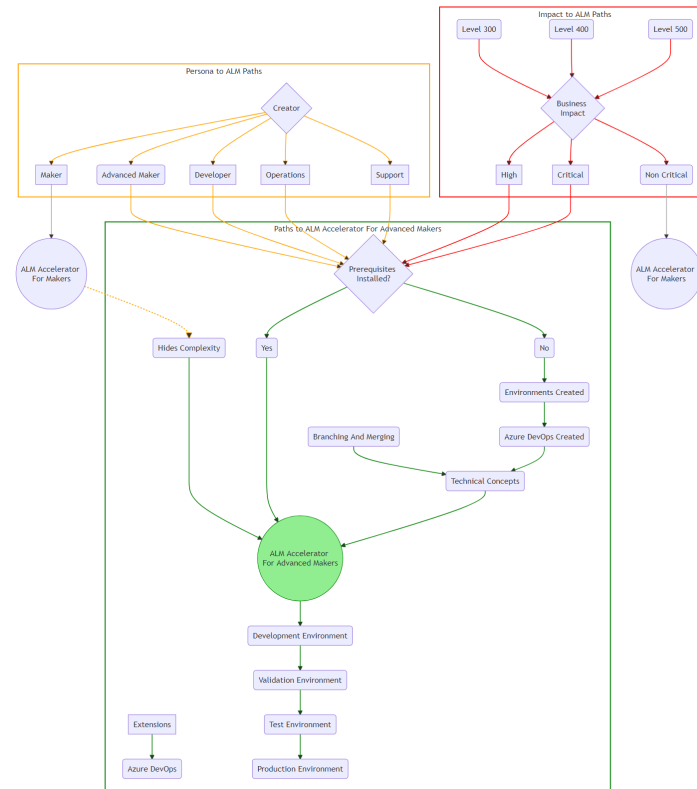 Impact to ALM Paths
Level 300
Level 400
Level 500
Business
Impact
High
Critical
Non Critical
ALM Accelerator
For Makers
Persona to ALM Paths
Creator
Maker
Advanced Maker
Developer
Operations
Support
ALM Accelerator
For Makers
Paths to ALM Accelerator For Advanced Makers
Prerequisites
Installed?
Hides Complexity
Yes
No
Environments Created
Branching And Merging
Azure DevOps Created
Technical Concepts
ALM Accelerator
For Advanced Makers
Development Environment
Validation Environment
Extensions
Test Environment
Azure DevOps
Production Environment